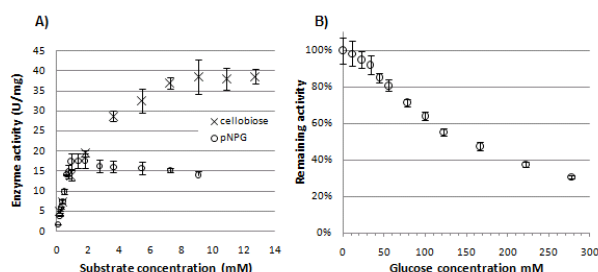 A)
Enzyme activity (U/mg)
45
40
35
30
25
20
15
10
5
0
cellobiose
pNPG
0 2 4 6 8 10 12 14
Substrate concentration (mM)
B)
Remaining activity
100%
80%
60%
40%
20%
0%
0 50 100 150 200 250 300
Glucose concentration mM